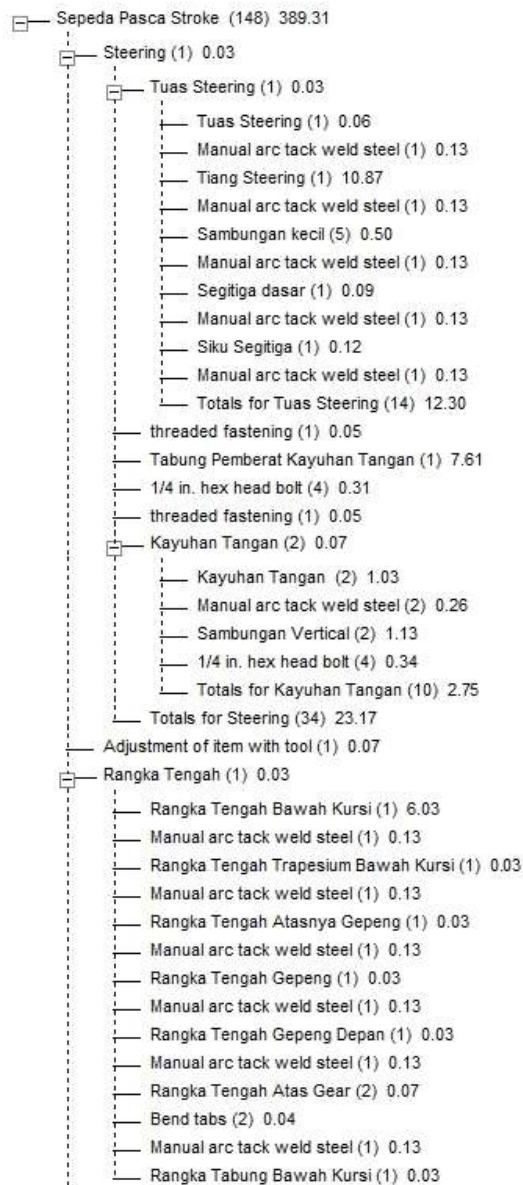 Sepeda Pasca Stroke (148) 389.31
Steering (1) 0.03
Tuas Steering (1) 0.03
Tuas Steering (1) 0.06
Manual arc tack weld steel (1) 0.13
Tiang Steering (1) 10.87
Manual arc tack weld steel (1) 0.13
Sambungan kecil (5) 0.50
Manual arc tack weld steel (1) 0.13
Segitiga dasar (1) 0.09
Manual arc tack weld steel (1) 0.13
Siku Segitiga (1) 0.12
Manual arc tack weld steel (1) 0.13
Totals for Tuas Steering (14) 12.30
threaded fastening (1) 0.05
Tabung Pemberat Kayuhan Tangan (1) 7.61
1/4 in. hex head bolt (4) 0.31
threaded fastening (1) 0.05
Kayuhan Tangan (2) 0.07
Kayuhan Tangan (2) 1.03
Manual arc tack weld steel (2) 0.26
Sambungan Vertical (2) 1.13
1/4 in. hex head bolt (4) 0.34
Totals for Kayuhan Tangan (10) 2.75
Totals for Steering (34) 23.17
Adjustment of item with tool (1) 0.07
Rangka Tengah (1) 0.03
Rangka Tengah Bawah Kursi (1) 6.03
Manual arc tack weld steel (1) 0.13
Rangka Tengah Trapesium Bawah Kursi (1) 0.03
Manual arc tack weld steel (1) 0.13
Rangka Tengah Atasnya Gepeng (1) 0.03
Manual arc tack weld steel (1) 0.13
Rangka Tengah Gepeng (1) 0.03
Manual arc tack weld steel (1) 0.13
Rangka Tengah Gepeng Depan (1) 0.03
Manual arc tack weld steel (1) 0.13
Rangka Tengah Atas Gear (2) 0.07
Bend tabs (2) 0.04
Manual arc tack weld steel (1) 0.13
Rangka Tabung Bawah Kursi (1) 0.03